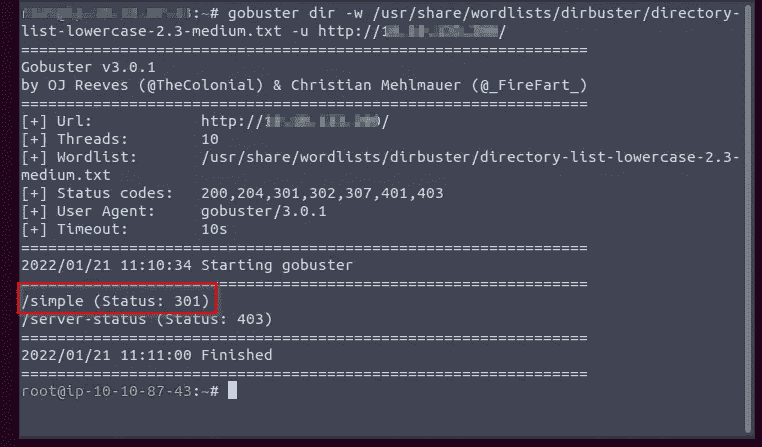 :~# gobuster dir -w /usr/share/wordlists/dirbuster/directory-
list-lowercase-2.3-medium.txt -u http://1 /
===============================================================
Gobuster v3.0.1
by OJ Reeves (@TheColonial) & Christian Mehlmauer (@_FireFart_)
===============================================================
[+] Url:            http://1 /
[+] Threads:        10
[+] Wordlist:       /usr/share/wordlists/dirbuster/directory-list-lowercase-2.3-
medium.txt
[+] Status codes:   200,204,301,302,307,401,403
[+] User Agent:     gobuster/3.0.1
[+] Timeout:        10s
===============================================================
2022/01/21 11:10:34 Starting gobuster
===============================================================
/simple (Status: 301)
/server-status (Status: 403)
===============================================================
2022/01/21 11:11:00 Finished
===============================================================
root@ip-10-10-87-43:~#